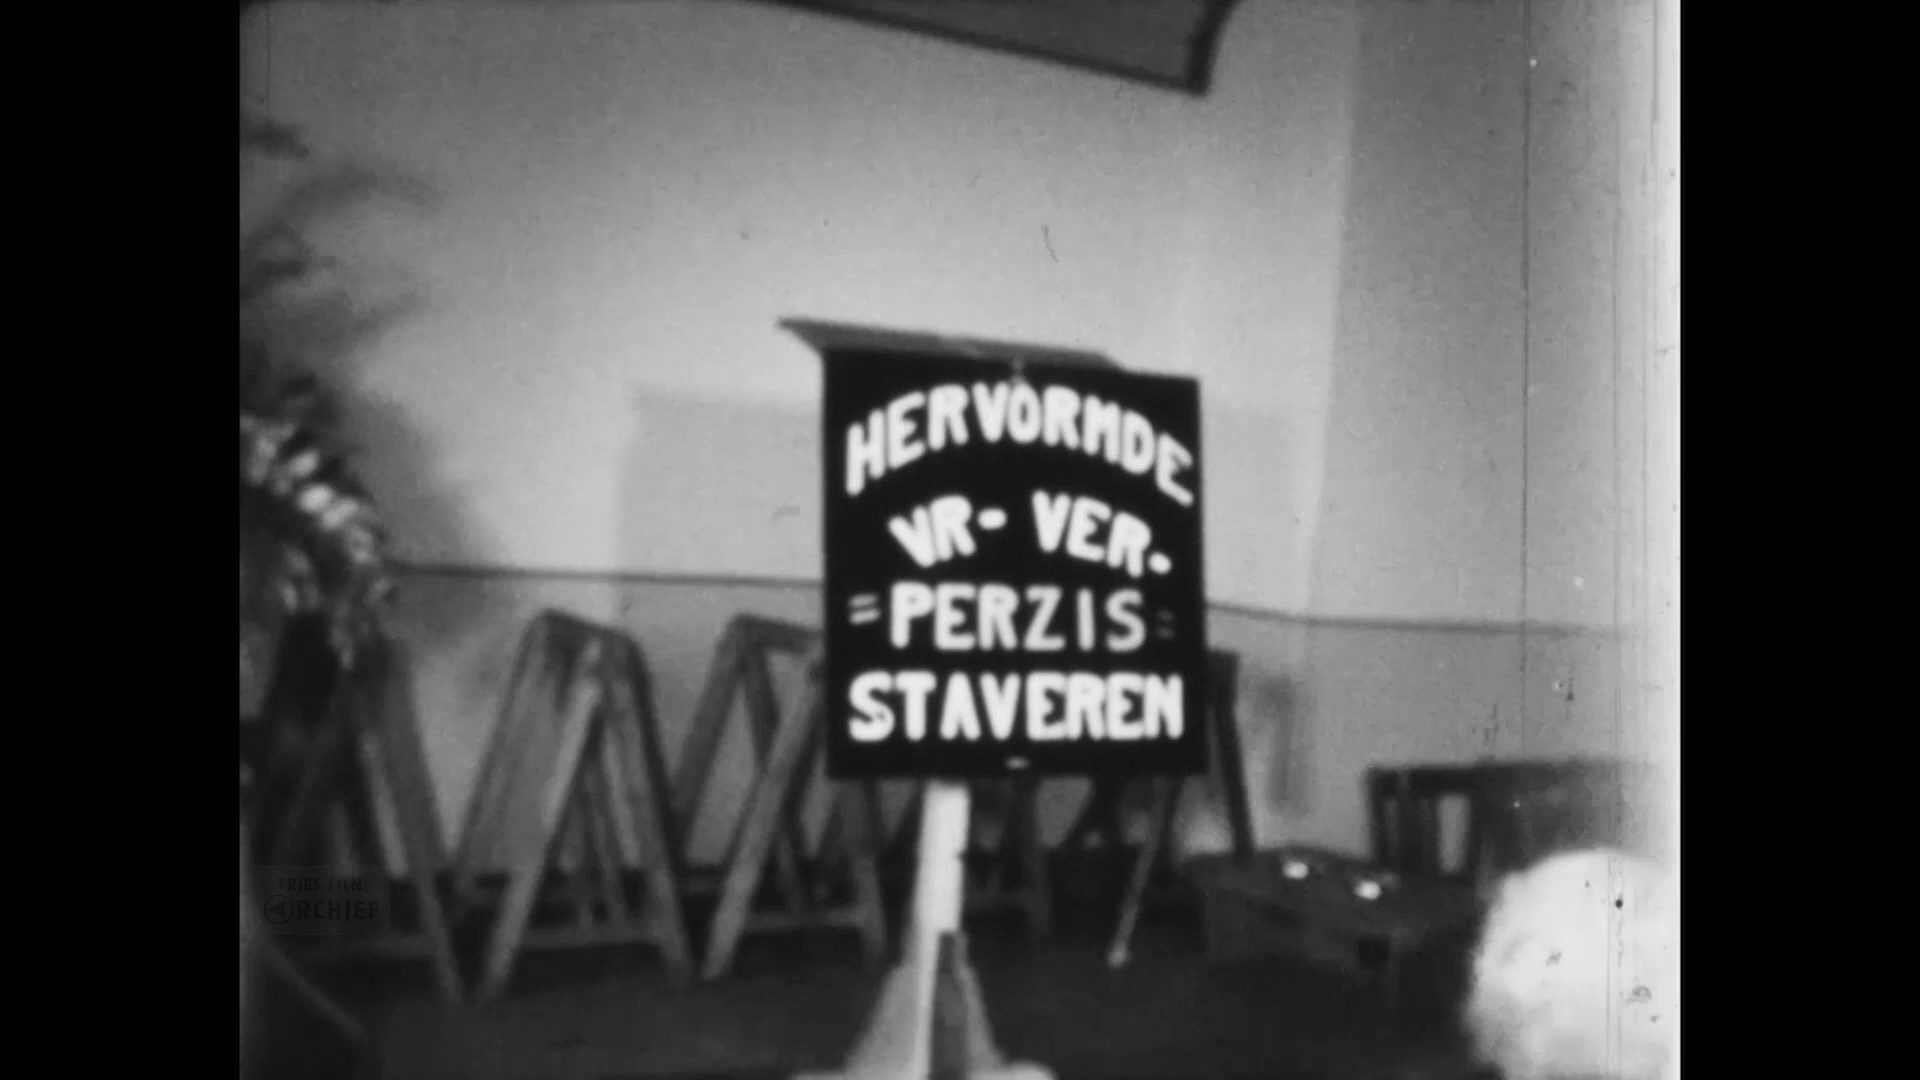 HERVORMDE
VR- VER-
=PERZIS=
STAVEREN
FRIES FILM
ARCHIEF